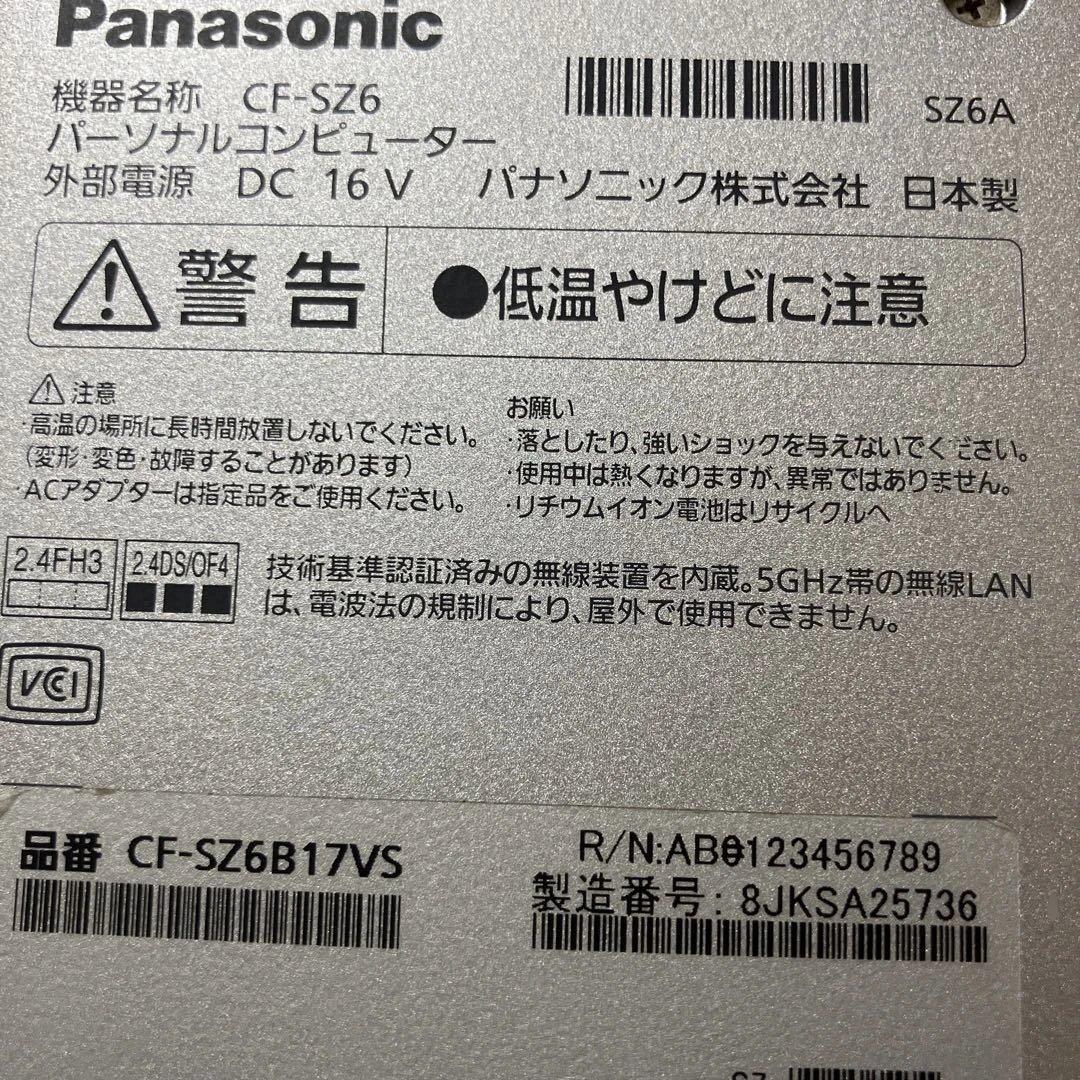 Panasonic
機器名称 CF-SZ6
SZ6A
パーソナルコンピューター
外部電源 DC 16 V パナソニック株式会社 日本製
警告 ●低温やけどに注意
注意
・高温の場所に長時間放置しないでください。
(変形・変色・故障することがあります)
・ACアダプターは指定品をご使用ください。
お願い
・落としたり、強いショックを与えないでください。
・使用中は熱くなりますが、異常ではありません。
・リチウムイオン電池はリサイクルへ
2.4FH3
2.4DS/OF4
技術基準認証済みの無線装置を内蔵。5GHz帯の無線LAN
は、電波法の規制により、屋外で使用できません。
VCCI
品番 CF-SZ6B17VS
R/N:AB0123456789
製造番号: 8JKSA25736